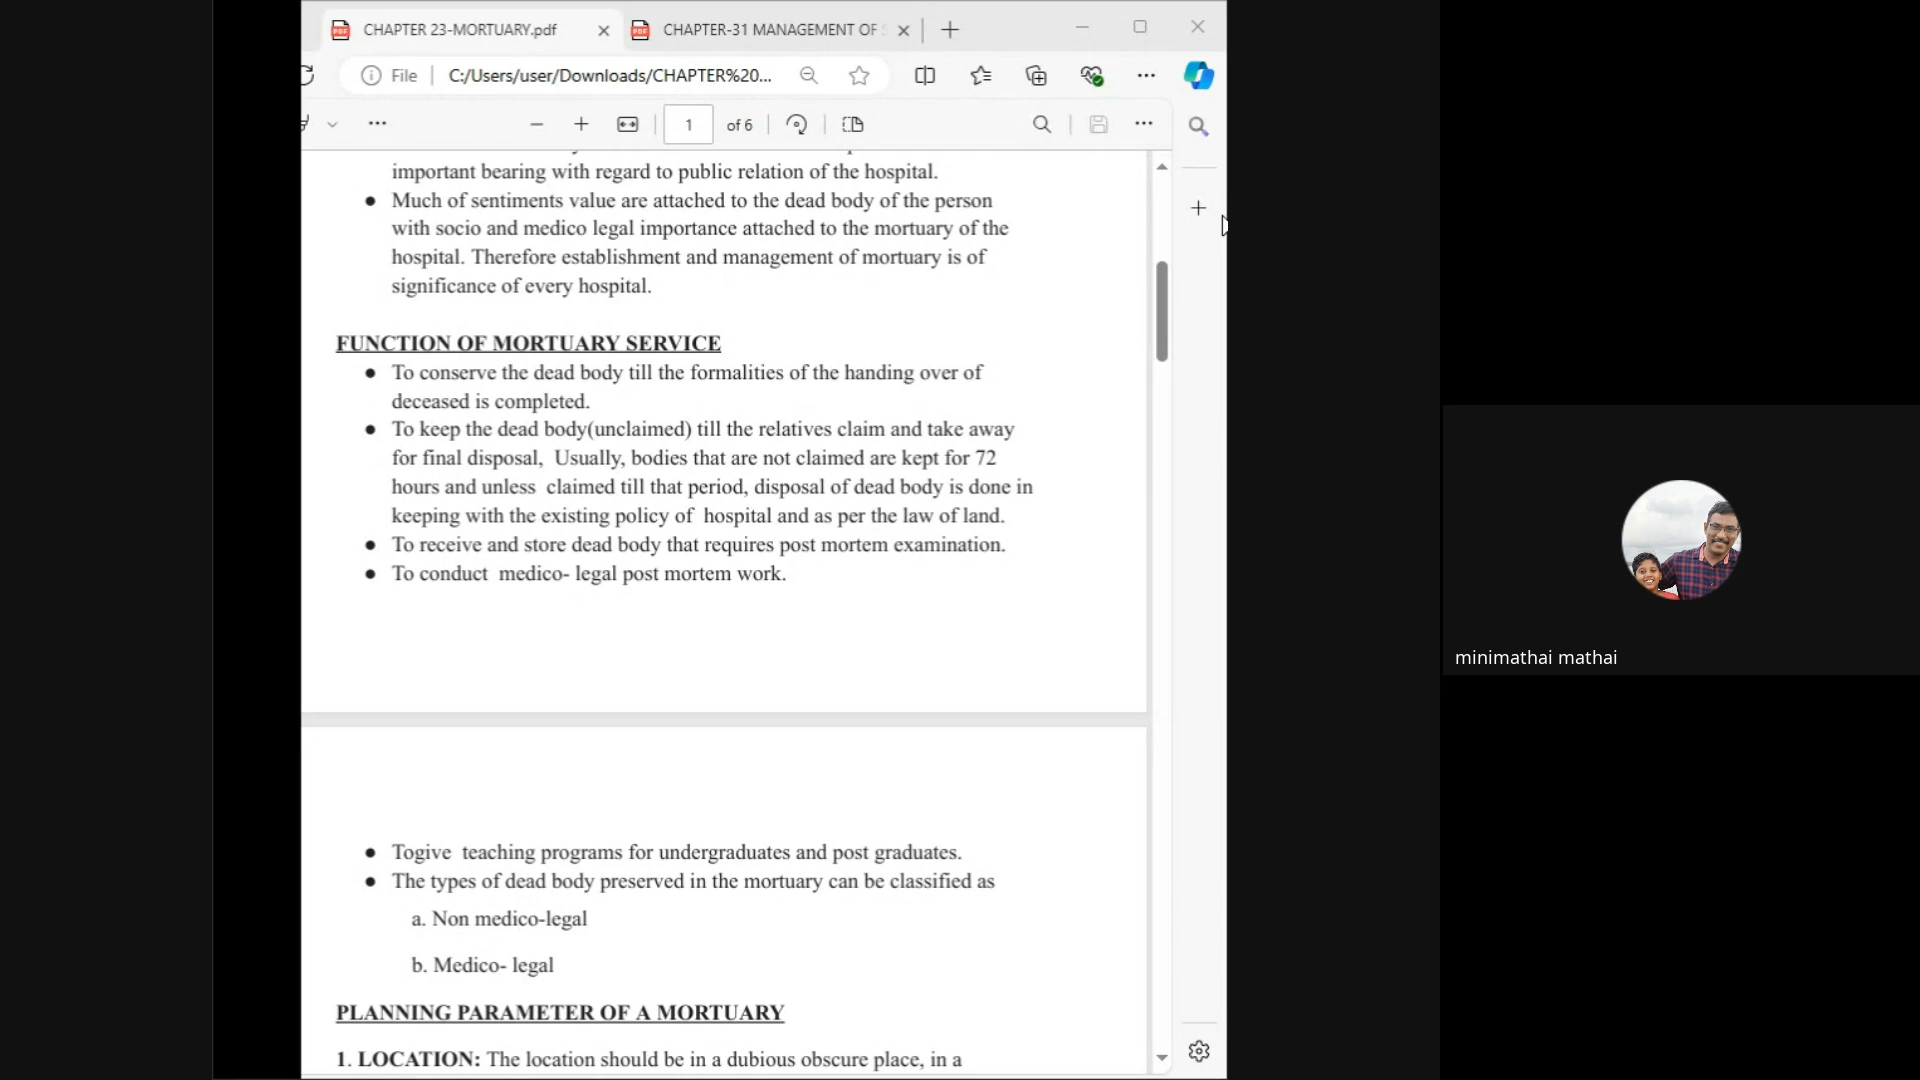 CHAPTER 23-MORTUARY.pdf
CHAPTER-31 MANAGEMENT OF
File
C:/Users/user/Downloads/CHAPTER%20...
1 of 6
important bearing with regard to public relation of the hospital.
● Much of sentiments value are attached to the dead body of the person
with socio and medico legal importance attached to the mortuary of the
hospital. Therefore establishment and management of mortuary is of
significance of every hospital.
FUNCTION OF MORTUARY SERVICE
● To conserve the dead body till the formalities of the handing over of
deceased is completed.
● To keep the dead body(unclaimed) till the relatives claim and take away
for final disposal,  Usually, bodies that are not claimed are kept for 72
hours and unless  claimed till that period, disposal of dead body is done in
keeping with the existing policy of  hospital and as per the law of land.
● To receive and store dead body that requires post mortem examination.
● To conduct  medico- legal post mortem work.
● Togive  teaching programs for undergraduates and post graduates.
● The types of dead body preserved in the mortuary can be classified as
a. Non medico-legal
b. Medico- legal
PLANNING PARAMETER OF A MORTUARY
1. LOCATION: The location should be in a dubious obscure place, in a
minimathai mathai